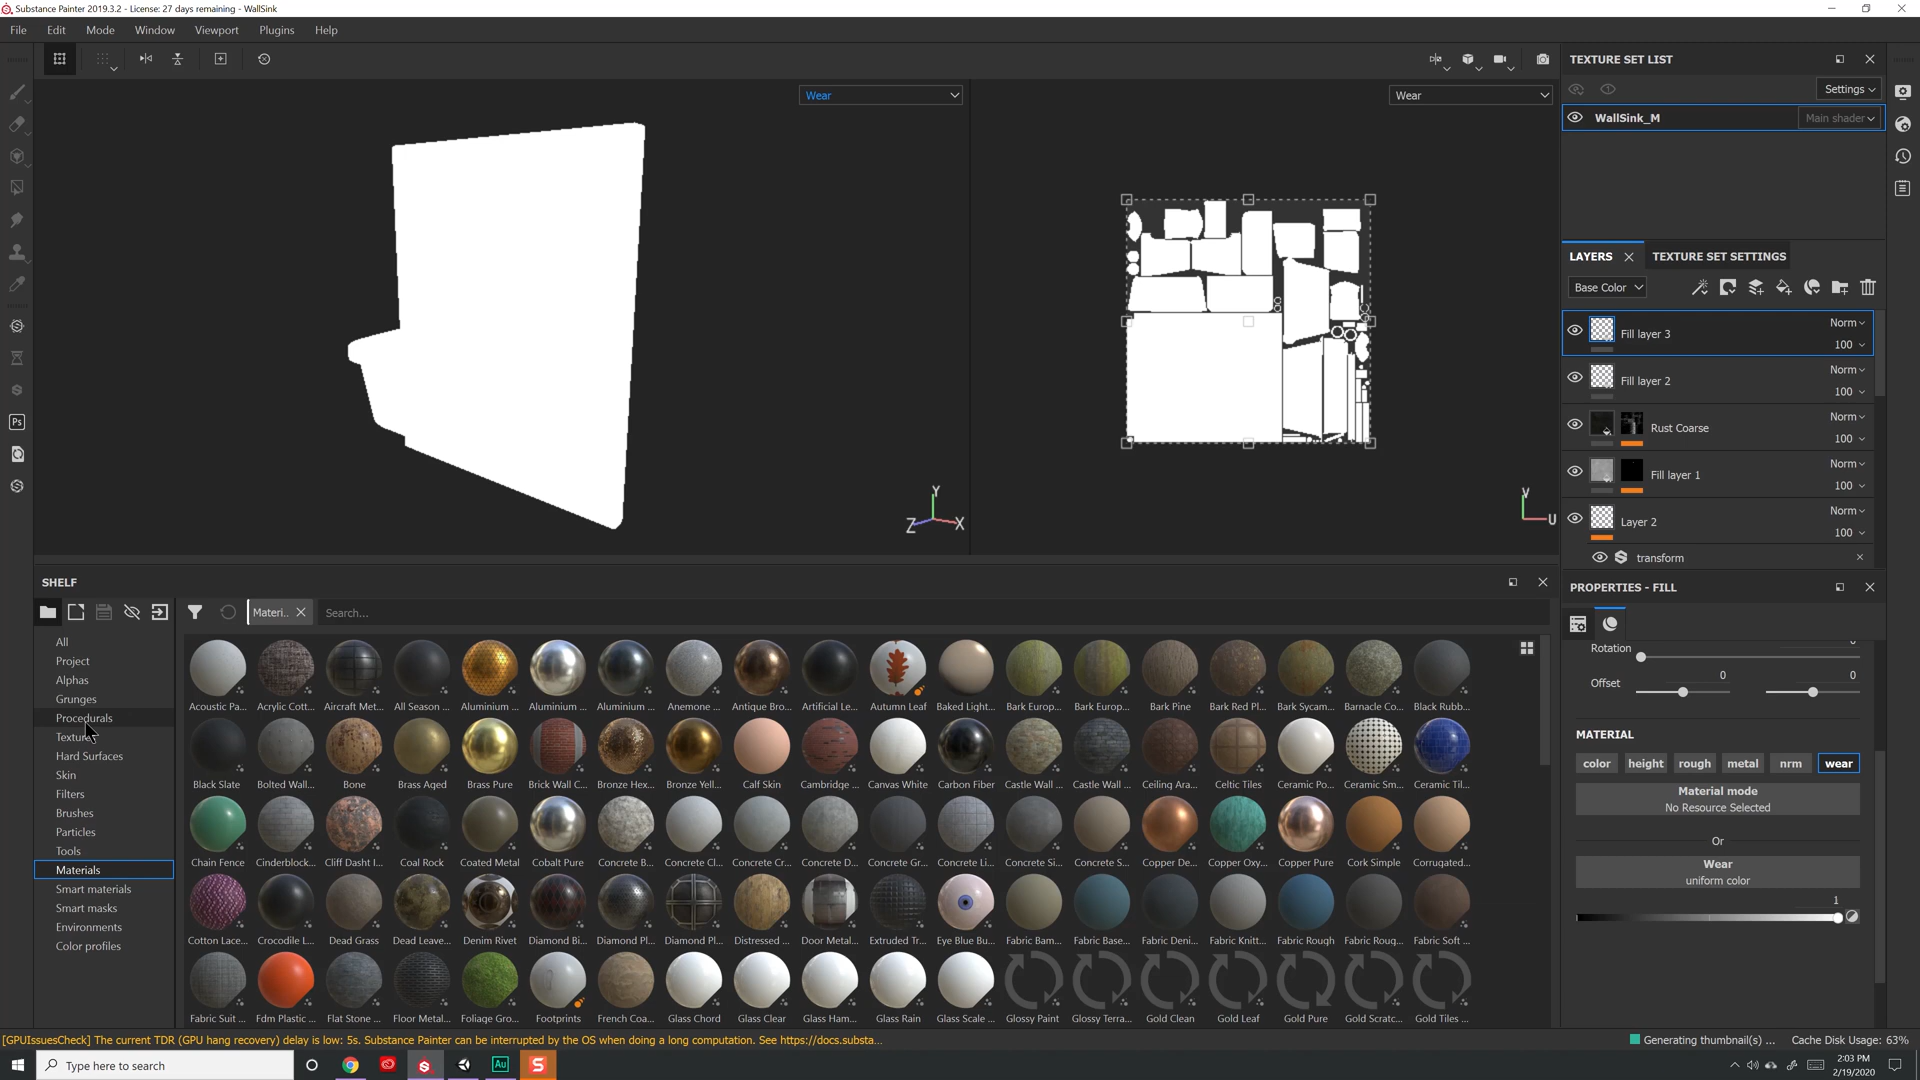 Substance Painter 2019.3.2 - License: 27 days remaining - WallSink
File Edit Mode Window Viewport Plugins Help
Wear
Wear
Y
Z X
V
U
TEXTURE SET LIST
Settings
WallSink_M Main shader
LAYERS TEXTURE SET SETTINGS
Base Color
Fill layer 3 Norm 100
Fill layer 2 Norm 100
Rust Coarse Norm 100
Fill layer 1 Norm 100
Layer 2 Norm 100
transform
PROPERTIES - FILL
Rotation
Offset 0 0
MATERIAL
color height rough metal nrm wear
Material mode
No Resource Selected
Or
Wear
uniform color
1
Ps
SHELF
Materi.. Search...
All
Project
Alphas
Grunges
Procedurals
Textures
Hard Surfaces
Skin
Filters
Brushes
Particles
Tools
Materials
Smart materials
Smart masks
Environments
Color profiles
Acoustic Pa... Acrylic Cott... Aircraft Met... All Season ... Aluminium ... Aluminium ... Aluminium ... Anemone ... Antique Bro... Artificial Le... Autumn Leaf Baked Light... Bark Europ... Bark Europ... Bark Pine Bark Red Pl... Bark Sycam... Barnacle Co... Black Rubb...
Black Slate Bolted Wall... Bone Brass Aged Brass Pure Brick Wall C... Bronze Hex... Bronze Yell... Calf Skin Cambridge ... Canvas White Carbon Fiber Castle Wall ... Castle Wall ... Ceiling Ara... Celtic Tiles Ceramic Po... Ceramic Sm... Ceramic Til...
Chain Fence Cinderblock... Cliff Dasht I... Coal Rock Coated Metal Cobalt Pure Concrete B... Concrete Cl... Concrete Cr... Concrete D... Concrete Gr... Concrete Li... Concrete Si... Concrete S... Copper De... Copper Oxy... Copper Pure Cork Simple Corrugated...
Cotton Lace... Crocodile L... Dead Grass Dead Leave... Denim Rivet Diamond Bi... Diamond Pl... Diamond Pl... Distressed ... Door Metal... Extruded Tr... Eye Blue Bu... Fabric Bam... Fabric Base... Fabric Deni... Fabric Knitt... Fabric Rough Fabric Roug... Fabric Soft ...
Fabric Suit ... Fdm Plastic ... Flat Stone ... Floor Metal... Foliage Gro... Footprints French Coa... Glass Chord Glass Clear Glass Ham... Glass Rain Glass Scale ... Glossy Paint Glossy Terra... Gold Clean Gold Leaf Gold Pure Gold Scratc... Gold Tiles ...
[GPUIssuesCheck] The current TDR (GPU hang recovery) delay is low: 5s. Substance Painter can be interrupted by the OS when doing a long computation. See https://docs.substa...
Generating thumbnail(s) ... Cache Disk Usage: 63%
Type here to search
Au
S
2:03 PM
2/19/2020